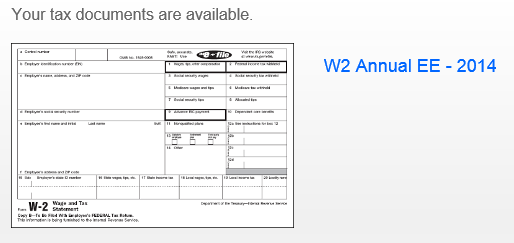 Your tax documents are available.
W2 Annual EE - 2014
a Control number
OMB No. 1545-0008
Safe, accurate,
FAST! Use
e-file
Visit the IRS website
at www.irs.gov/efile.
b Employer identification number (EIN)
1 Wages, tips, other compensation
2 Federal income tax withheld
c Employer's name, address, and ZIP code
3 Social security wages
4 Social security tax withheld
5 Medicare wages and tips
6 Medicare tax withheld
7 Social security tips
8 Allocated tips
d Employee's social security number
9 Advance EIC payment
10 Dependent care benefits
e Employee's first name and initial
Last name
Suff.
11 Nonqualified plans
12a See instructions for box 12
13
12b
14 Other
12c
12d
f Employee's address and ZIP code
15 State
Employer's state ID number
16 State wages, tips, etc.
17 State income tax
18 Local wages, tips, etc.
19 Local income tax
20 Locality name
Form W-2 Wage and Tax Statement
Department of the Treasury—Internal Revenue Service
Copy B—To Be Filed With Employee's FEDERAL Tax Return.
This information is being furnished to the Internal Revenue Service.